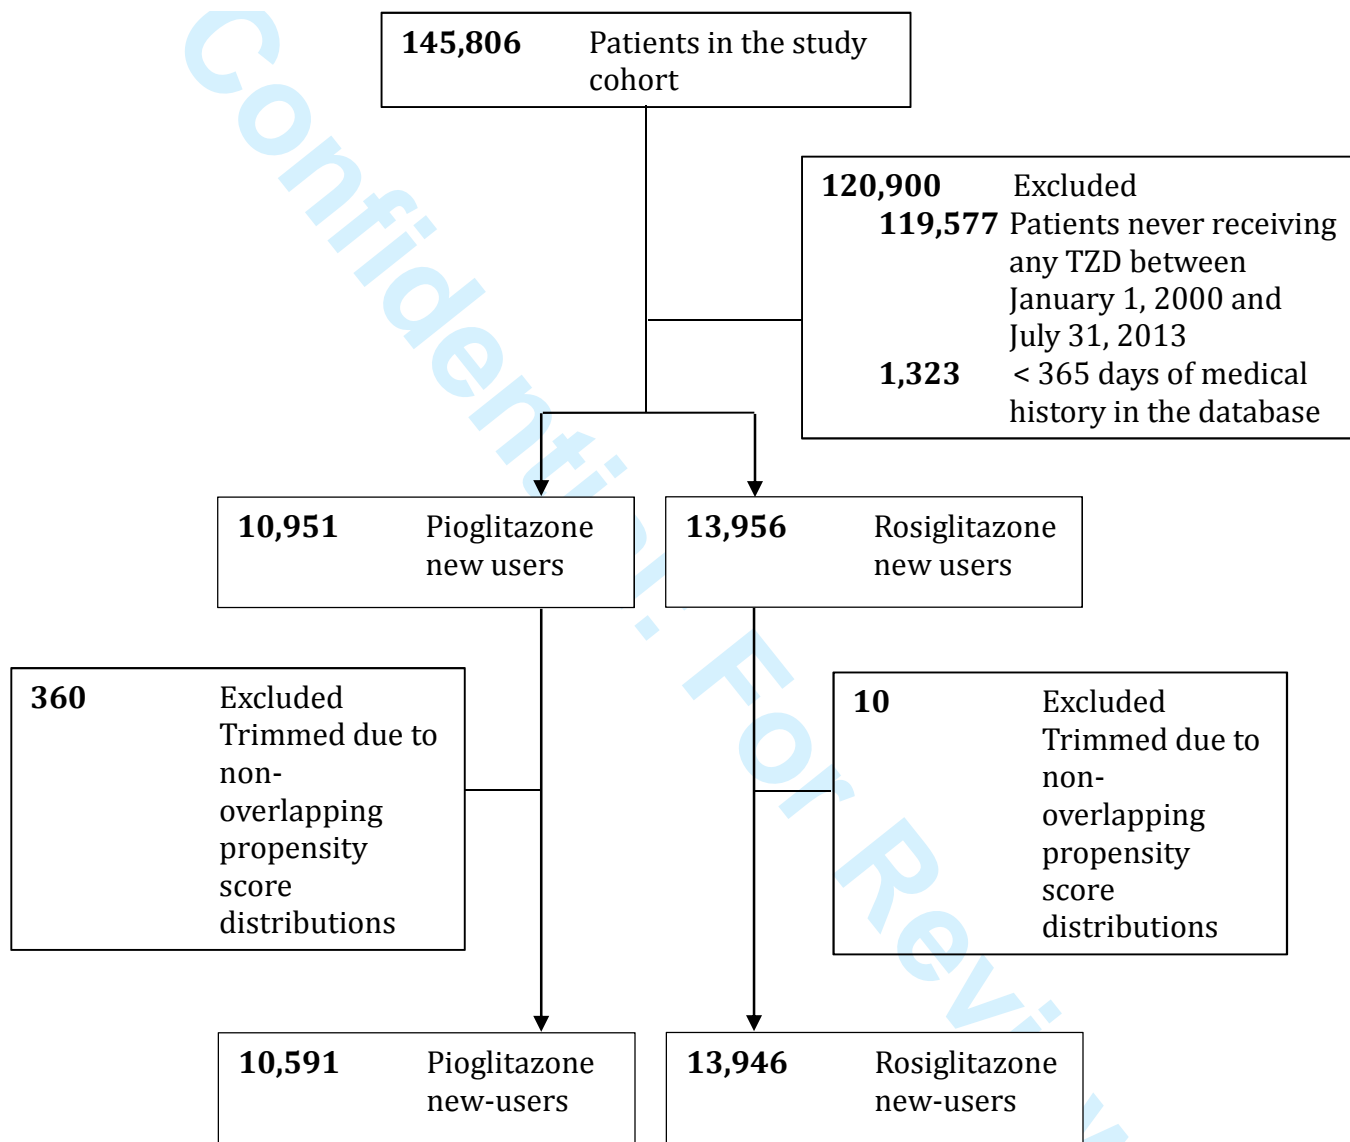 145,806 Patients in the study
cohort
120,900 Excluded
119,577 Patients never receiving
any TZD between
January 1, 2000 and
July 31, 2013
1,323 < 365 days of medical
history in the database
10,951 Pioglitazone
new users
13,956 Rosiglitazone
new users
360 Excluded
Trimmed due to
non-
overlapping
propensity
score
distributions
10 Excluded
Trimmed due to
non-
overlapping
propensity
score
distributions
10,591 Pioglitazone
new-users
13,946 Rosiglitazone
new-users
Confidential: For Review